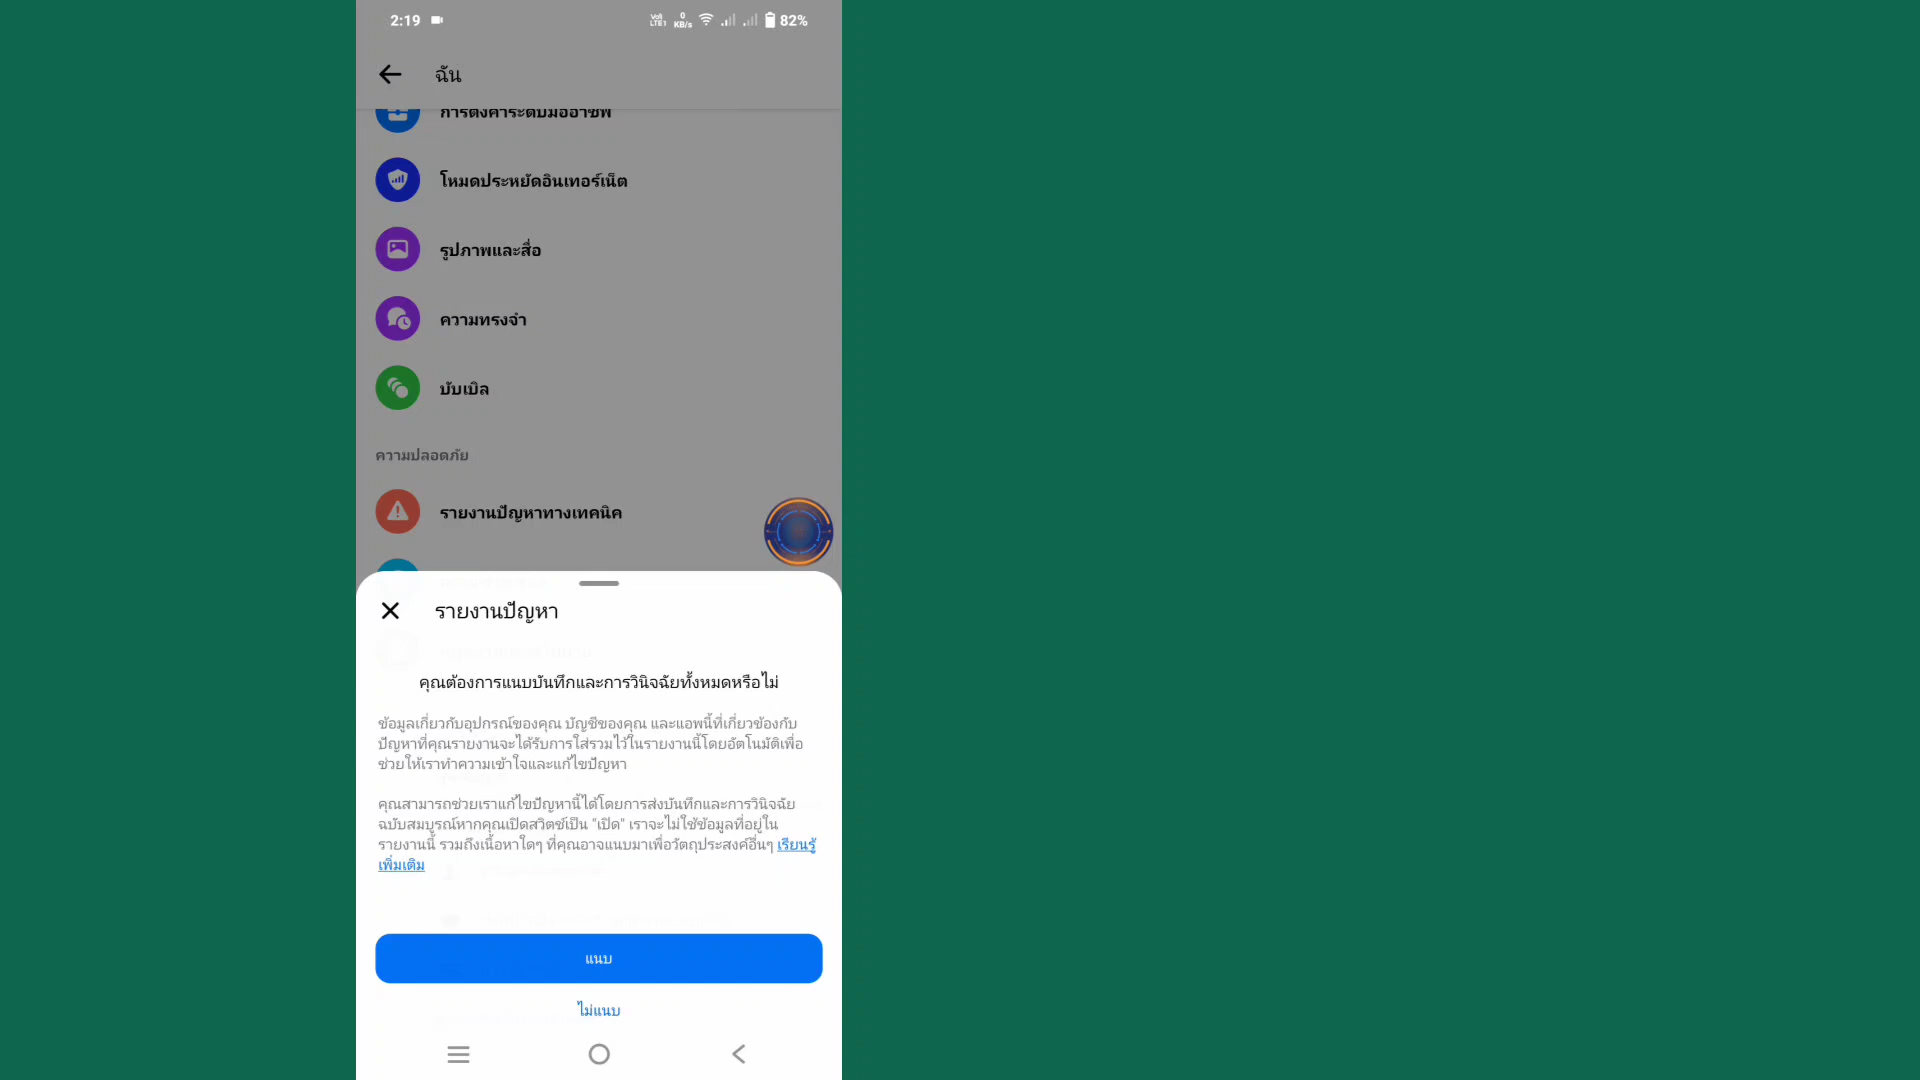 2:19
Vo)) LTE1 0 KB/s 82%
ฉัน
การตั้งค่าระดับมืออาชีพ
โหมดประหยัดอินเทอร์เน็ต
รูปภาพและสื่อ
ความทรงจำ
บับเบิล
ความปลอดภัย
รายงานปัญหาทางเทคนิค
รายงานปัญหา
คุณต้องการแนบบันทึกและการวินิจฉัยทั้งหมดหรือไม่
ข้อมูลเกี่ยวกับอุปกรณ์ของคุณ บัญชีของคุณ และแอพนี้ที่เกี่ยวข้องกับ
ปัญหาที่คุณรายงานจะได้รับการใส่รวมไว้ในรายงานนี้โดยอัตโนมัติเพื่อ
ช่วยให้เราทำความเข้าใจและแก้ไขปัญหา
คุณสามารถช่วยเราแก้ไขปัญหานี้ได้โดยการส่งบันทึกและการวินิจฉัย
ฉบับสมบูรณ์หากคุณเปิดสวิตช์เป็น "เปิด" เราจะไม่ใช้ข้อมูลที่อยู่ใน
รายงานนี้ รวมถึงเนื้อหาใดๆ ที่คุณอาจแนบมาเพื่อวัตถุประสงค์อื่นๆ เรียนรู้
เพิ่มเติม
แนบ
ไม่แนบ